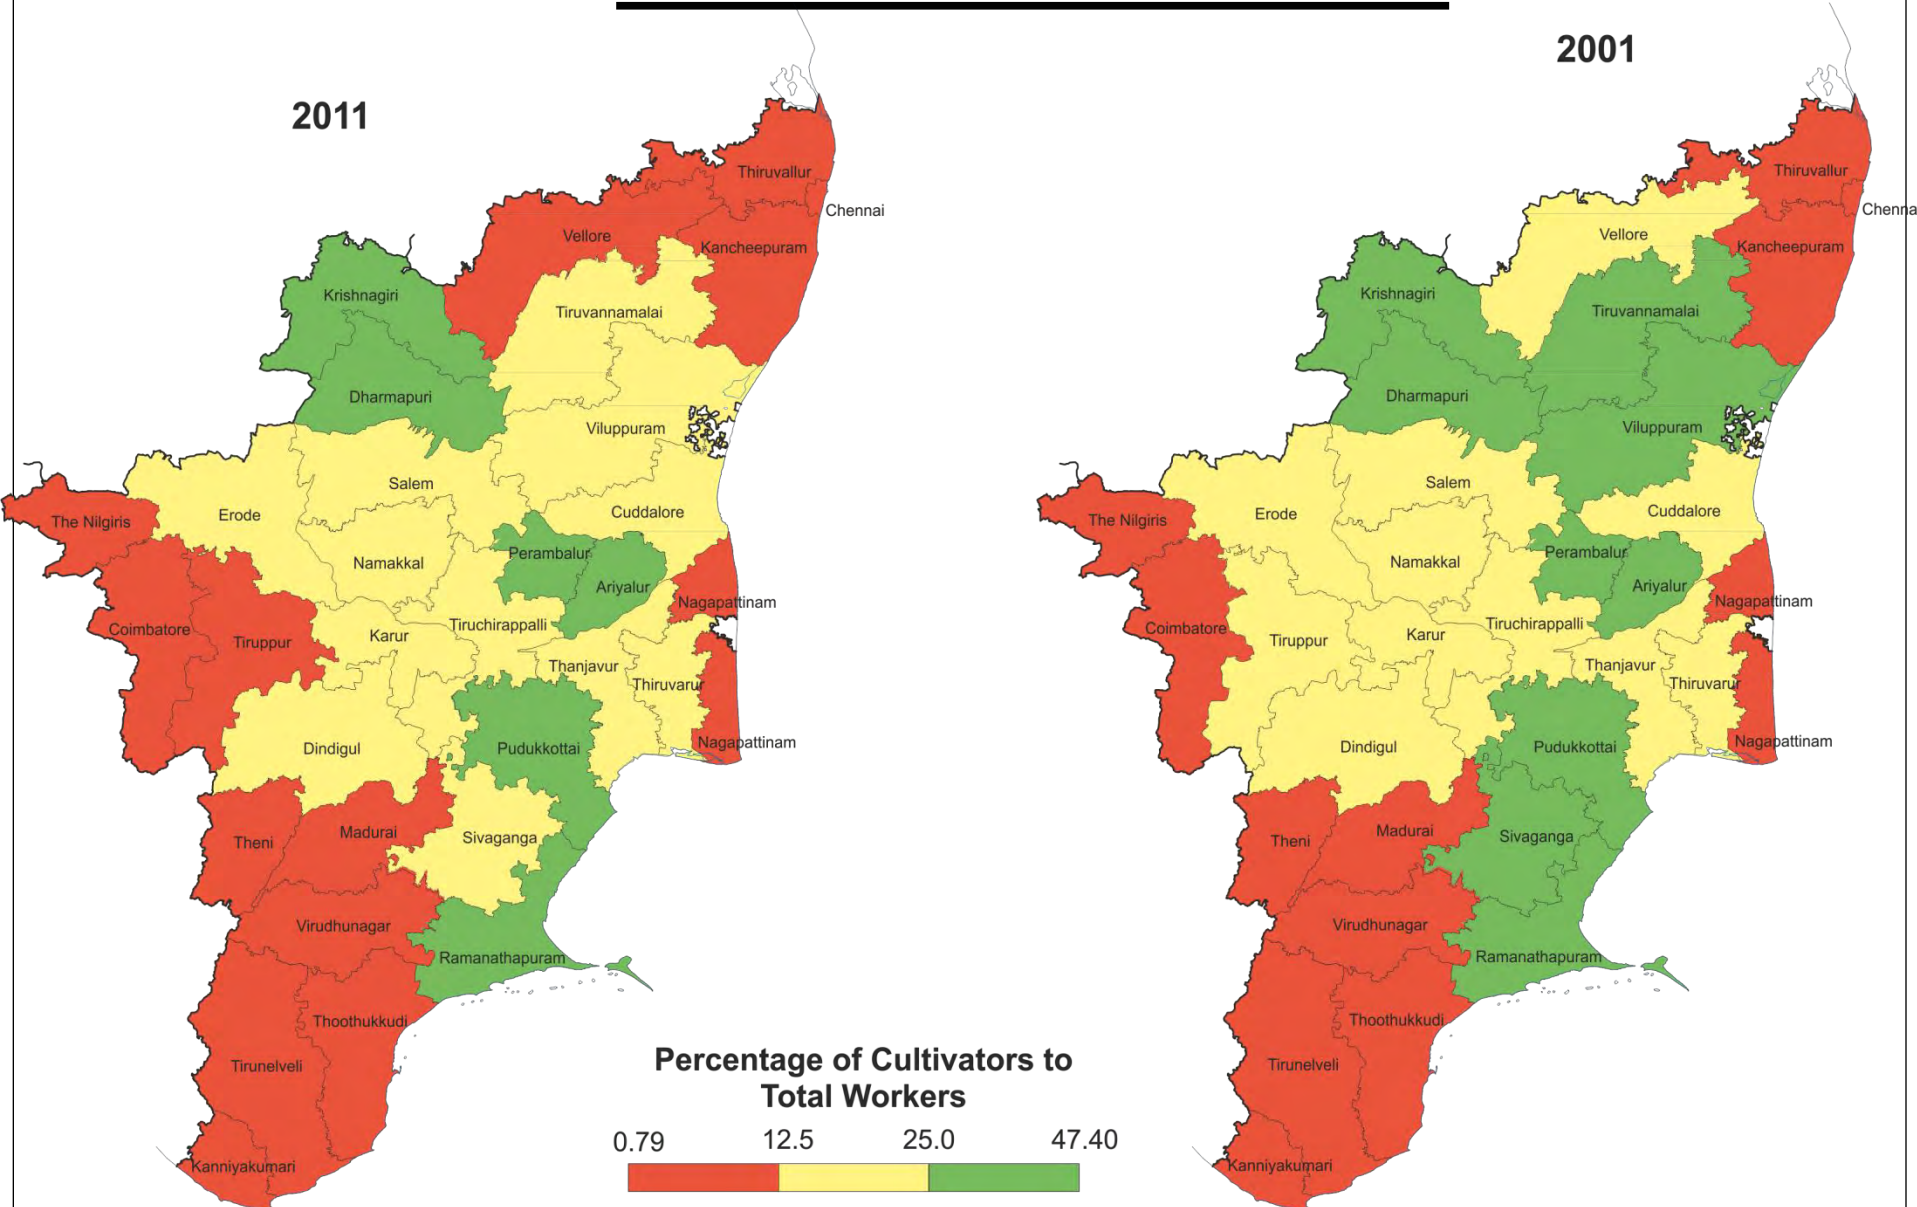 2011
Thiruvallur
Chennai
Vellore
Kancheepuram
Krishnagiri
Tiruvannamalai
Dharmapuri
Viluppuram
Salem
Cuddalore
The Nilgiris
Erode
Namakkal
Perambalur
Ariyalur
Nagapattinam
Coimbatore
Tiruppur
Karur
Tiruchirappalli
Thanjavur
Thiruvarur
Dindigul
Pudukkottai
Nagapattinam
Theni
Madurai
Sivaganga
Virudhunagar
Ramanathapuram
Thoothukkudi
Tirunelveli
Kanniyakumari
2001
Thiruvallur
Chenna
Vellore
Kancheepuram
Krishnagiri
Tiruvannamalai
Dharmapuri
Viluppuram
Salem
Cuddalore
The Nilgiris
Erode
Namakkal
Perambalur
Ariyalur
Nagapattinam
Coimbatore
Tiruppur
Karur
Tiruchirappalli
Thanjavur
Thiruvarur
Dindigul
Pudukkottai
Nagapattinam
Theni
Madurai
Sivaganga
Virudhunagar
Ramanathapuram
Thoothukkudi
Tirunelveli
Kanniyakumari
Percentage of Cultivators to
Total Workers
0.79 12.5 25.0 47.40